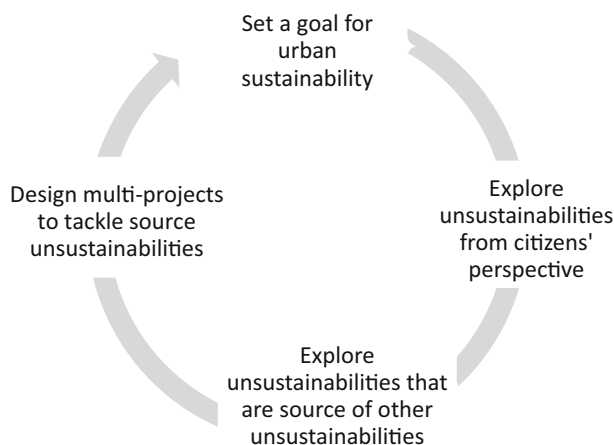 Set a goal for
urban
sustainability
Explore
unsustainabilities
from citizens'
perspective
Explore
unsustainabilities that
are source of other
unsustainabilities
Design multi-projects
to tackle source
unsustainabilities